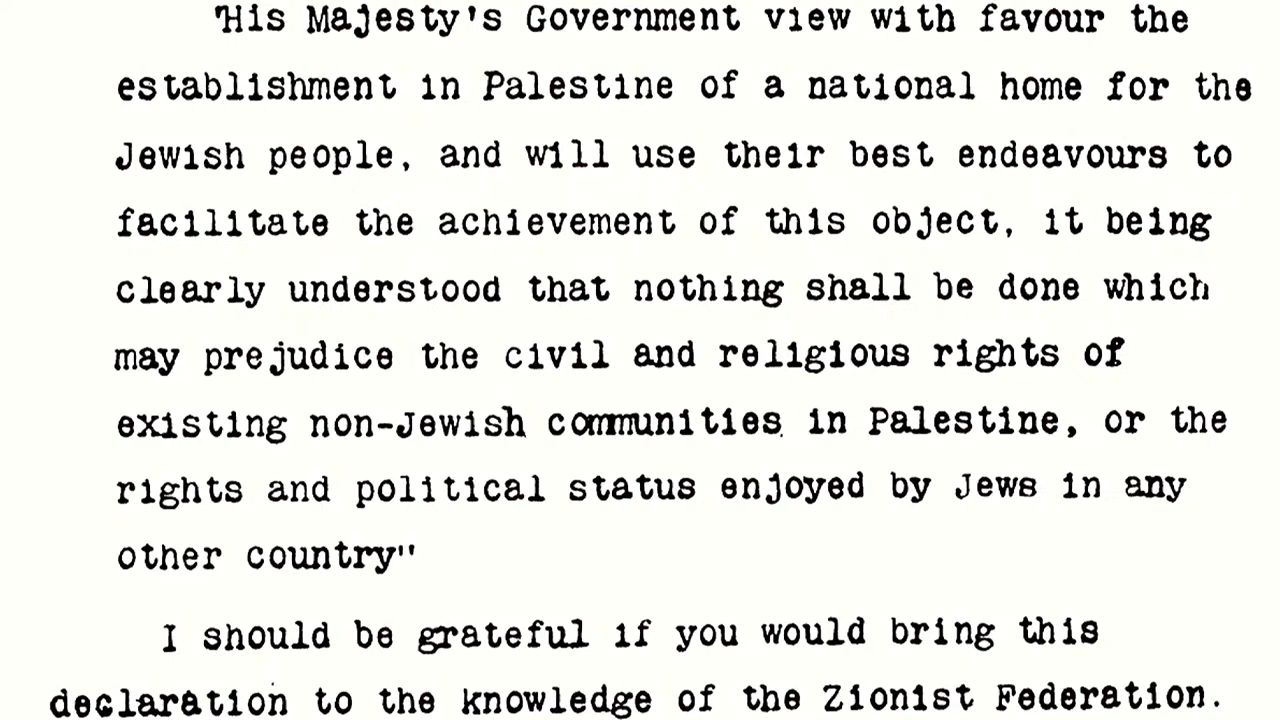 "His Majesty's Government view with favour the
establishment in Palestine of a national home for the
Jewish people, and will use their best endeavours to
facilitate the achievement of this object, it being
clearly understood that nothing shall be done which
may prejudice the civil and religious rights of
existing non-Jewish communities in Palestine, or the
rights and political status enjoyed by Jews in any
other country"
I should be grateful if you would bring this
declaration to the knowledge of the Zionist Federation.